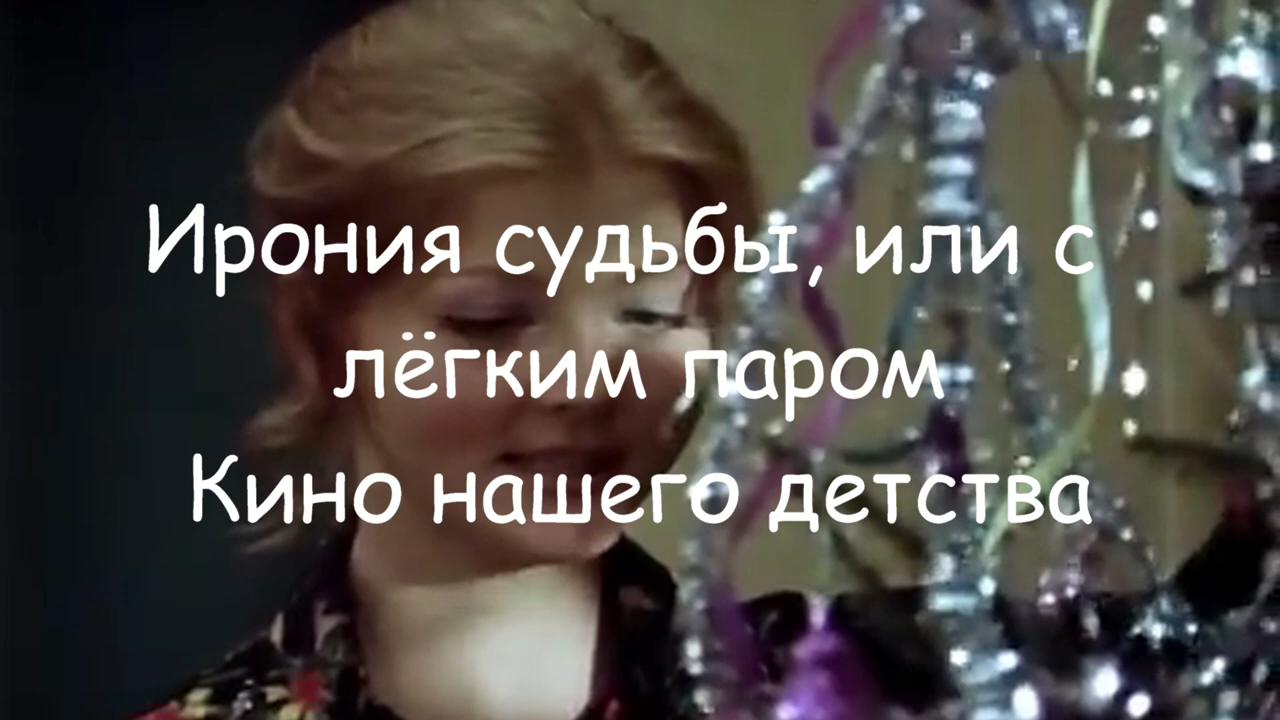 Ирония судьбы, или с
лёгким паром
Кино нашего детства